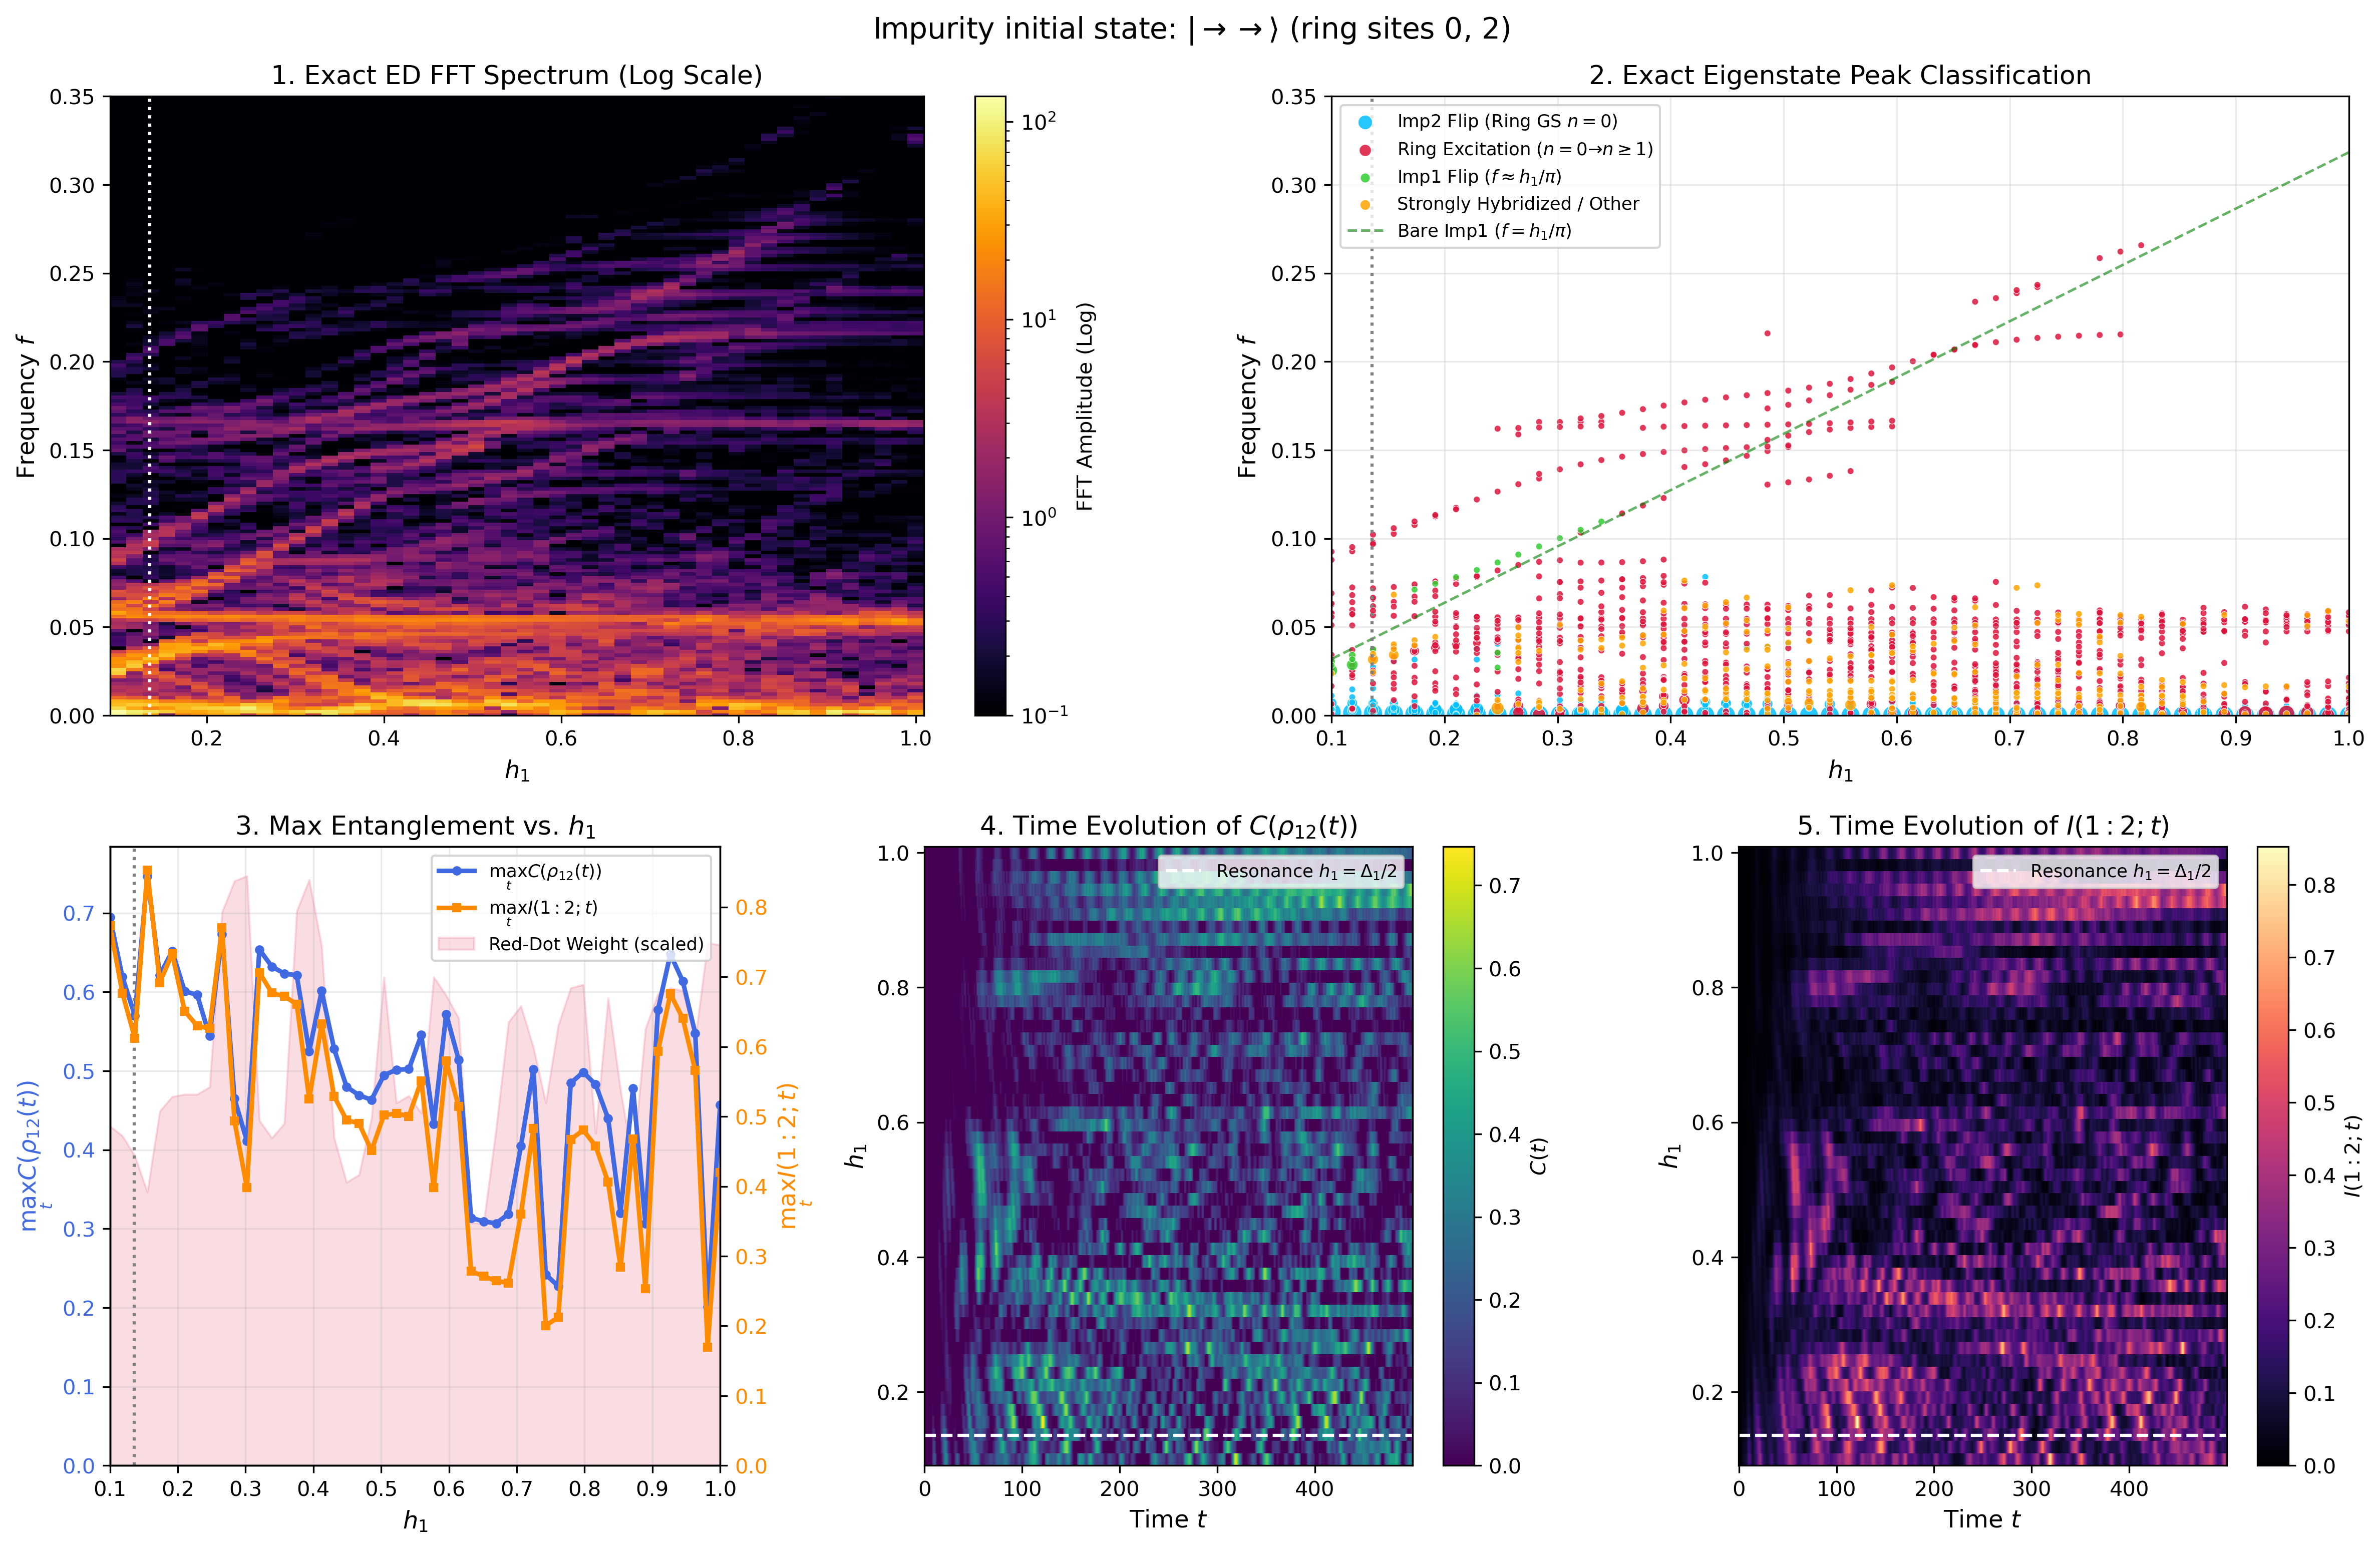 Impurity initial state: |→→⟩ (ring sites 0, 2)
1. Exact ED FFT Spectrum (Log Scale)
0.35
0.30
0.25
0.20
0.15
0.10
0.05
0.00
Frequency f
0.2 0.4 0.6 0.8 1.0
h₁
10²
10¹
10⁰
10⁻¹
FFT Amplitude (Log)
2. Exact Eigenstate Peak Classification
0.35
0.30
0.25
0.20
0.15
0.10
0.05
0.00
Frequency f
Imp2 Flip (Ring GS n = 0)
Ring Excitation (n = 0→n ≥ 1)
Imp1 Flip (f ≈ h₁/π)
Strongly Hybridized / Other
Bare Imp1 (f = h₁/π)
0.1 0.2 0.3 0.4 0.5 0.6 0.7 0.8 0.9 1.0
h₁
3. Max Entanglement vs. h₁
0.7
0.6
0.5
0.4
0.3
0.2
0.1
0.0
max C(ρ₁₂(t))
t
max C(ρ₁₂(t))
t
max I(1 : 2; t)
t
Red-Dot Weight (scaled)
0.8
0.7
0.6
0.5
0.4
0.3
0.2
0.1
0.0
max I(1 : 2; t)
t
0.1 0.2 0.3 0.4 0.5 0.6 0.7 0.8 0.9 1.0
h₁
4. Time Evolution of C(ρ₁₂(t))
1.0
0.8
0.6
0.4
0.2
h₁
Resonance h₁ = Δ₁/2
0 100 200 300 400
Time t
0.7
0.6
0.5
0.4
0.3
0.2
0.1
0.0
C(t)
5. Time Evolution of I(1 : 2; t)
1.0
0.8
0.6
0.4
0.2
h₁
Resonance h₁ = Δ₁/2
0 100 200 300 400
Time t
0.8
0.7
0.6
0.5
0.4
0.3
0.2
0.1
0.0
I(1 : 2; t)